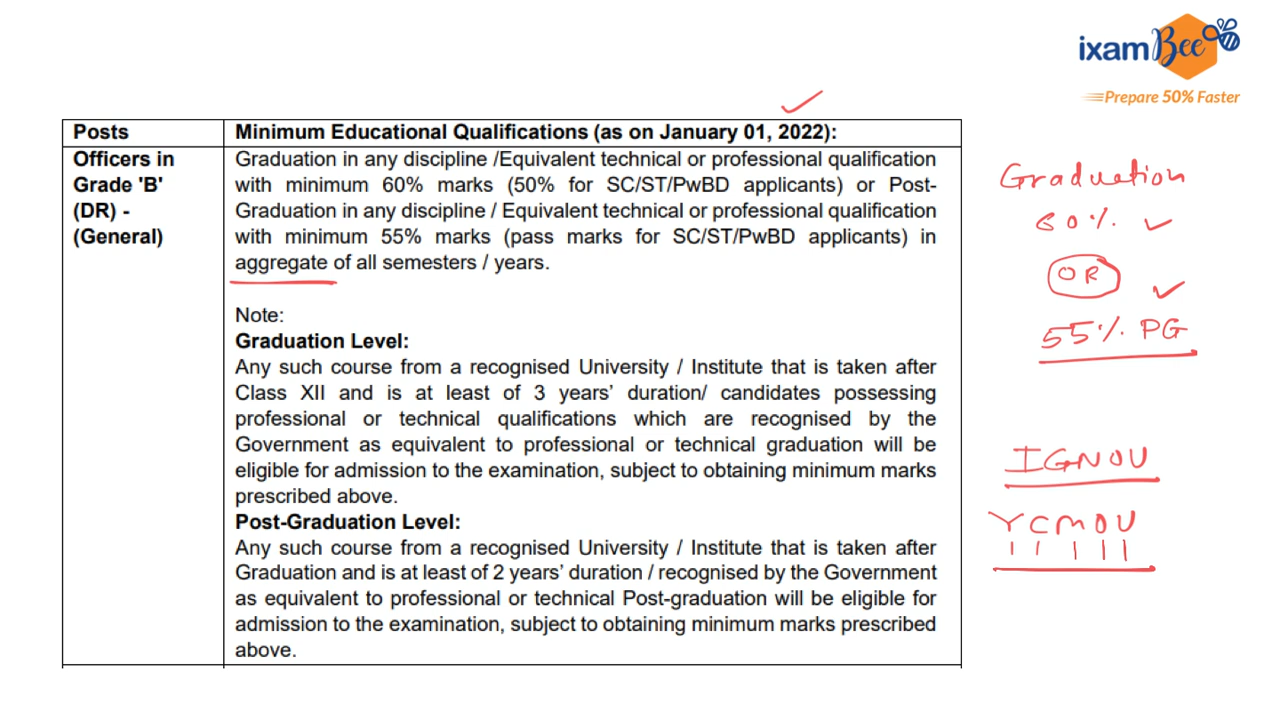 ixamBee
Prepare 50% Faster
Posts
Minimum Educational Qualifications (as on January 01, 2022):
Officers in
Grade 'B'
(DR) -
(General)
Graduation in any discipline /Equivalent technical or professional qualification
with minimum 60% marks (50% for SC/ST/PwBD applicants) or Post-
Graduation in any discipline / Equivalent technical or professional qualification
with minimum 55% marks (pass marks for SC/ST/PwBD applicants) in
aggregate of all semesters / years.
Note:
Graduation Level:
Any such course from a recognised University / Institute that is taken after
Class XII and is at least of 3 years' duration/ candidates possessing
professional or technical qualifications which are recognised by the
Government as equivalent to professional or technical graduation will be
eligible for admission to the examination, subject to obtaining minimum marks
prescribed above.
Post-Graduation Level:
Any such course from a recognised University / Institute that is taken after
Graduation and is at least of 2 years' duration / recognised by the Government
as equivalent to professional or technical Post-graduation will be eligible for
admission to the examination, subject to obtaining minimum marks prescribed
above.
Graduation
60%
OR
55% PG
IGNOU
YCMOU